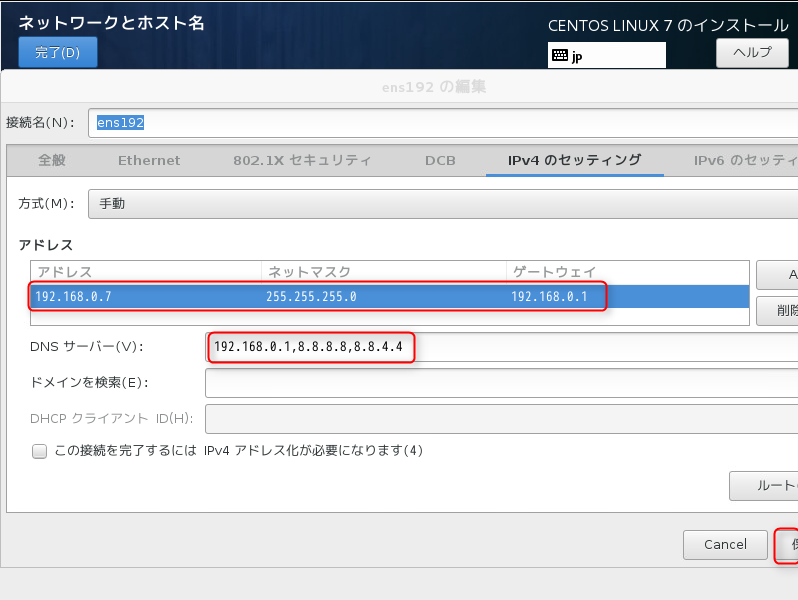 ネットワークとホスト名
CENTOS LINUX 7 のインストール
完了(D)
jp
ヘルプ
ens192 の編集
接続名(N):
ens192
全般
Ethernet
802.1X セキュリティ
DCB
IPv4 のセッティング
IPv6 のセッティ
方式(M):
手動
アドレス
アドレス
ネットマスク
ゲートウェイ
A
192.168.0.7
255.255.255.0
192.168.0.1
削除
DNS サーバー(V):
192.168.0.1,8.8.8.8,8.8.4.4
ドメインを検索(E):
DHCP クライアント ID(H):
この接続を完了するには IPv4 アドレス化が必要になります(4)
ルート
Cancel